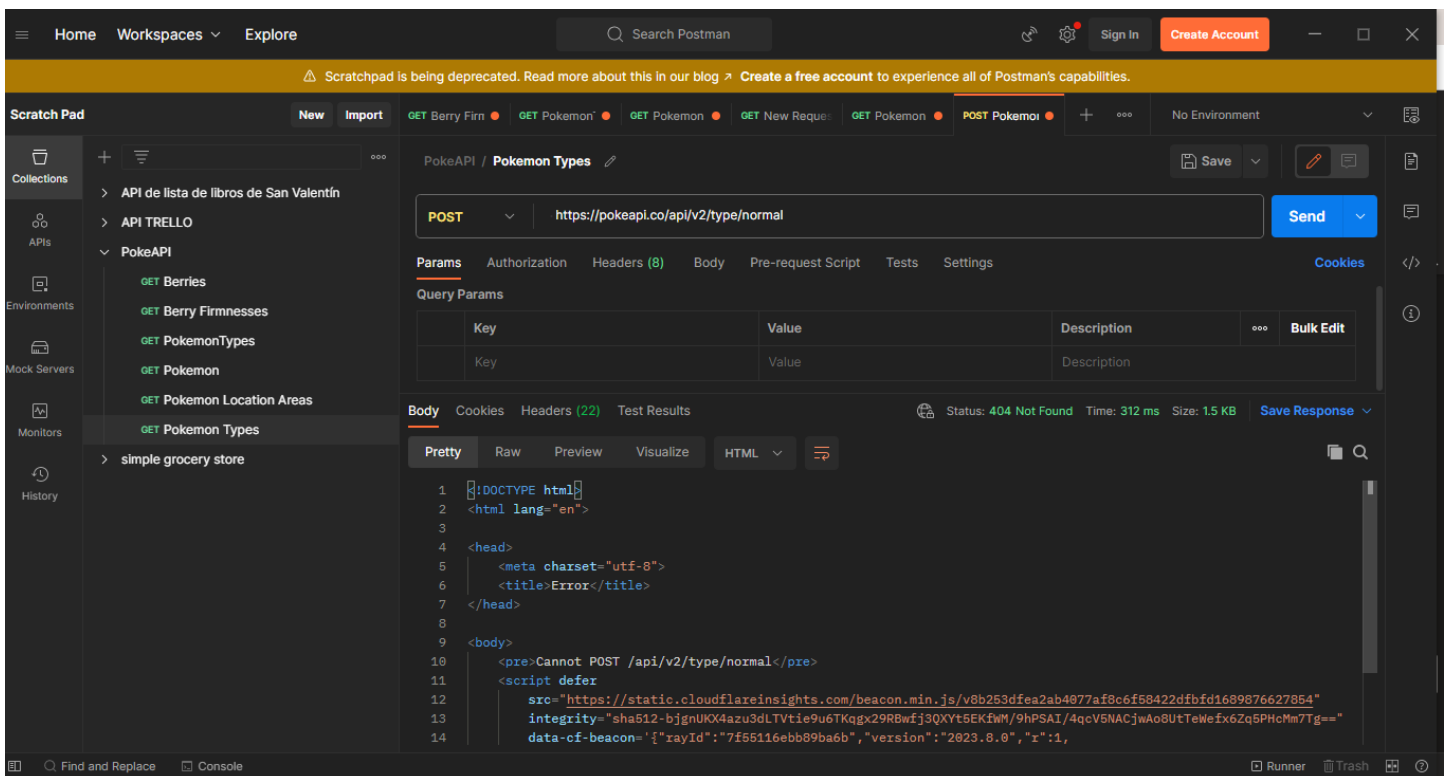 Home Workspaces Explore Search Postman Sign In Create Account
Scratchpad is being deprecated. Read more about this in our blog ↗ Create a free account to experience all of Postman's capabilities.
Scratch Pad New Import GET Berry Firn GET Pokemon GET Pokemon GET New Reques GET Pokemon POST Pokemo No Environment
Collections
APIs
Environments
Mock Servers
Monitors
History
API de lista de libros de San Valentín
API TRELLO
PokeAPI
GET Berries
GET Berry Firmnesses
GET PokemonTypes
GET Pokemon
GET Pokemon Location Areas
GET Pokemon Types
simple grocery store
PokeAPI / Pokemon Types Save
POST https://pokeapi.co/api/v2/type/normal Send
Params Authorization Headers (8) Body Pre-request Script Tests Settings Cookies
Query Params
Key Value Description Bulk Edit
Key Value Description
Body Cookies Headers (22) Test Results Status: 404 Not Found Time: 312 ms Size: 1.5 KB Save Response
Pretty Raw Preview Visualize HTML
1 <!DOCTYPE html>
2 <html lang="en">
3
4 <head>
5 <meta charset="utf-8">
6 <title>Error</title>
7 </head>
8
9 <body>
10 <pre>Cannot POST /api/v2/type/normal</pre>
11 <script defer
12 src="https://static.cloudflareinsights.com/beacon.min.js/v8b253dfea2ab4077af8c6f58422dfbfd1689876627854"
13 integrity="sha512-bjgnUKX4azu3dLTVtie9u6TKqgx29RBwfj3QXYt5EKfWM/9hPSAI/4qcV5NACjwAo8UtTeWefx6Zq5PHcMm7Tg=="
14 data-cf-beacon='{"rayId":"7f55116ebb89ba6b","version":"2023.8.0","r":1,
Find and Replace Console Runner Trash